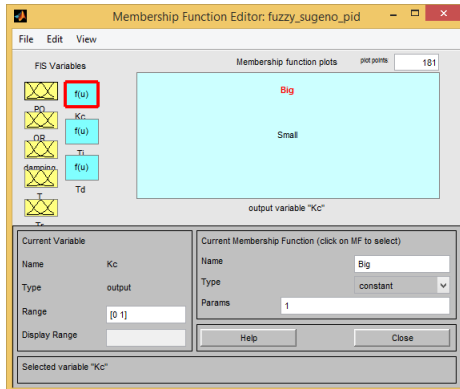 Membership Function Editor: fuzzy_sugeno_pid
File Edit View
FIS Variables
Membership function plots
plot points
181
f(u)
PO
Kc
f(u)
OR
Ti
f(u)
damping
Td
T
Tr
Big
Small
output variable "Kc"
Current Variable
Name Kc
Type output
Range [0 1]
Display Range
Current Membership Function (click on MF to select)
Name Big
Type constant
Params 1
Help Close
Selected variable "Kc"